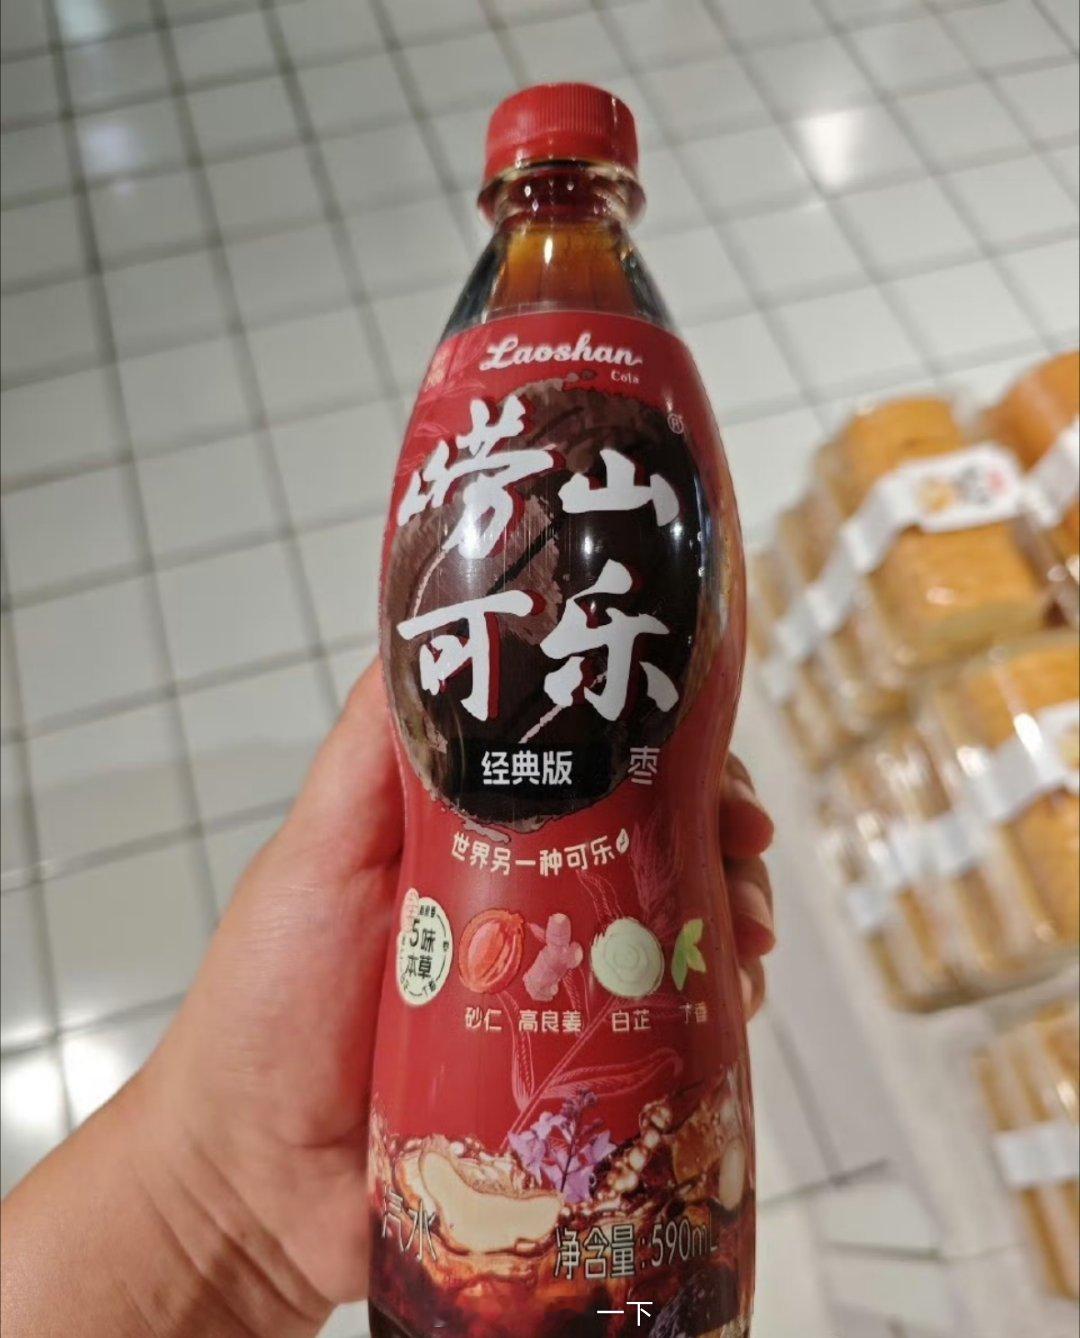 Laoshan
Cola
崂山
®
可乐
经典版
枣
世界另一种可乐
5味
本草
砂仁 高良姜 白芷
汽水
净含量:590mL
一下